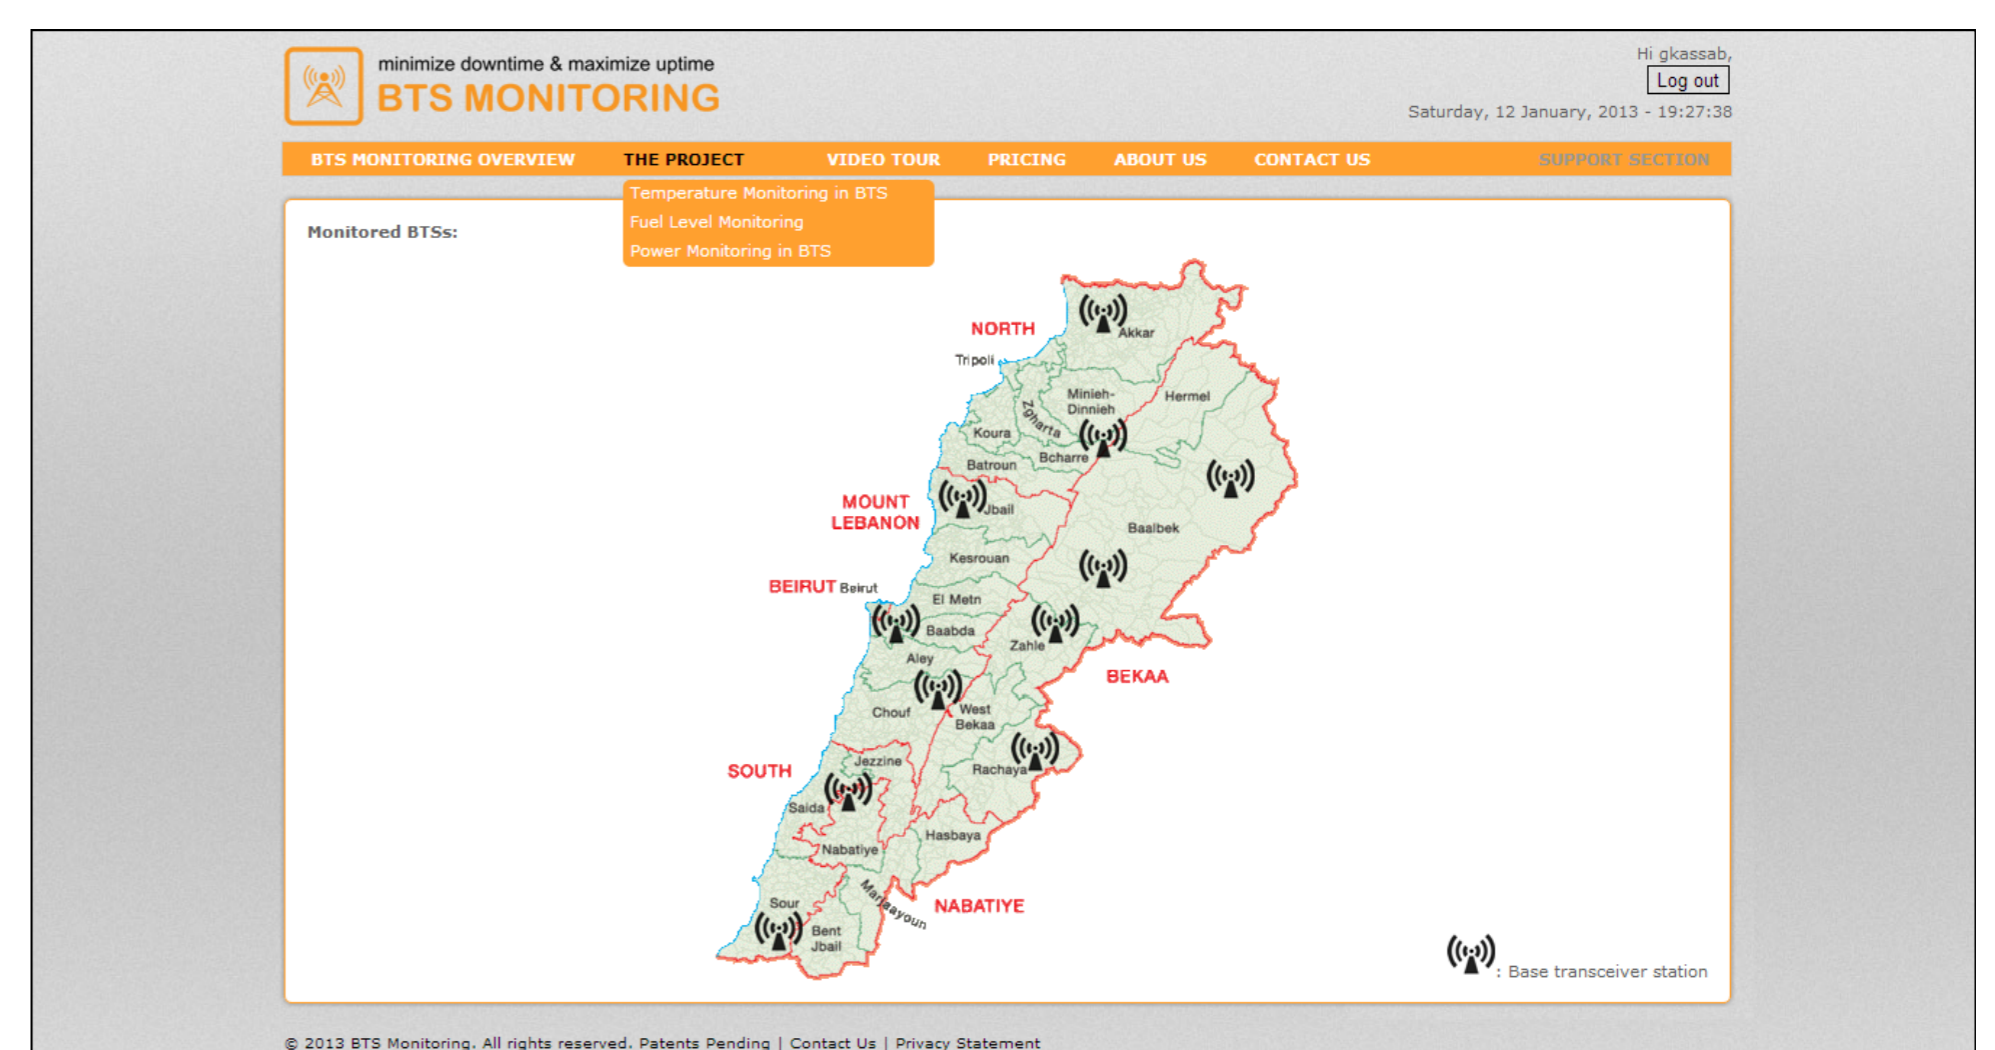 minimize downtime & maximize uptime
BTS MONITORING
Hi gkassab,
Log out
Saturday, 12 January, 2013 - 19:27:38
BTS MONITORING OVERVIEW THE PROJECT VIDEO TOUR PRICING ABOUT US CONTACT US SUPPORT SECTION
Temperature Monitoring in BTS
Fuel Level Monitoring
Power Monitoring in BTS
Monitored BTSs:
NORTH
Akkar
Tripoli
Minieh-
Dinnieh
Hermel
Zgharta
Koura
Bcharre
Batroun
MOUNT
LEBANON
Jbail
Baalbek
Kesrouan
BEIRUT Beirut
El Metn
Baabda
Zahle
Aley
BEKAA
Chouf
West
Bekaa
SOUTH
Jezzine
Rachaya
Saida
Hasbaya
Nabatiye
Marjaayoun
NABATIYE
Sour
Bent
Jbail
: Base transceiver station
© 2013 BTS Monitoring. All rights reserved. Patents Pending | Contact Us | Privacy Statement